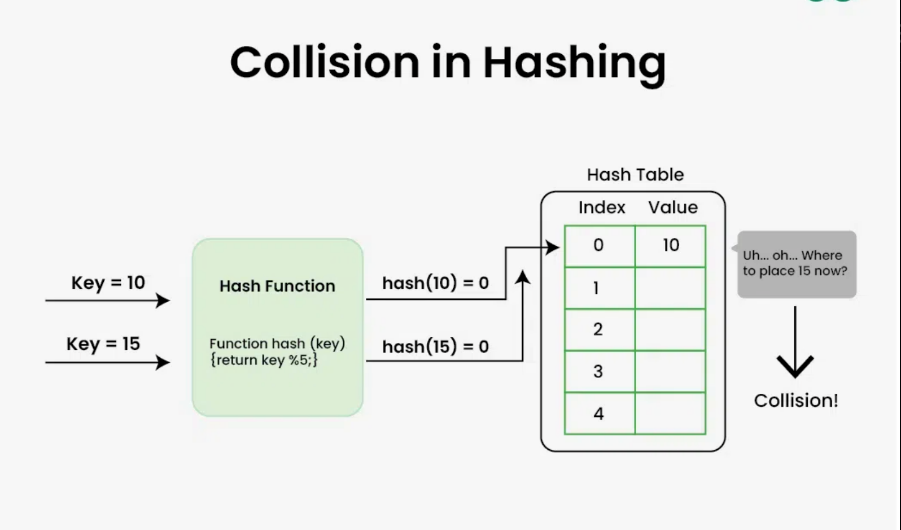 Collision in Hashing
Hash Table
Index Value
0 10
1
2
3
4
Key = 10
Key = 15
Hash Function
Function hash (key)
{return key %5;}
hash(10) = 0
hash(15) = 0
Uh... oh... Where
to place 15 now?
Collision!